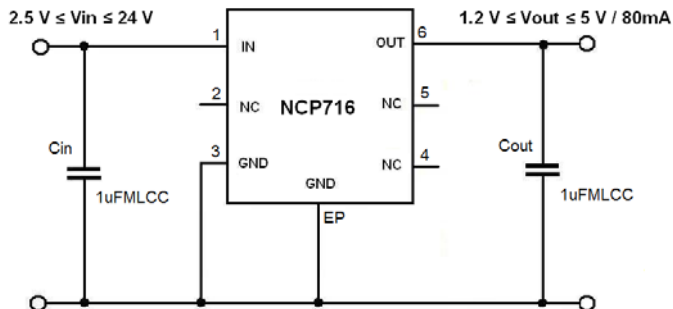 2.5 V ≤ Vin ≤ 24 V
1.2 V ≤ Vout ≤ 5 V / 80mA
1
IN
OUT
6
2
NC
NCP716
NC
5
3
GND
NC
4
GND
EP
Cin
1uFMLCC
Cout
1uFMLCC